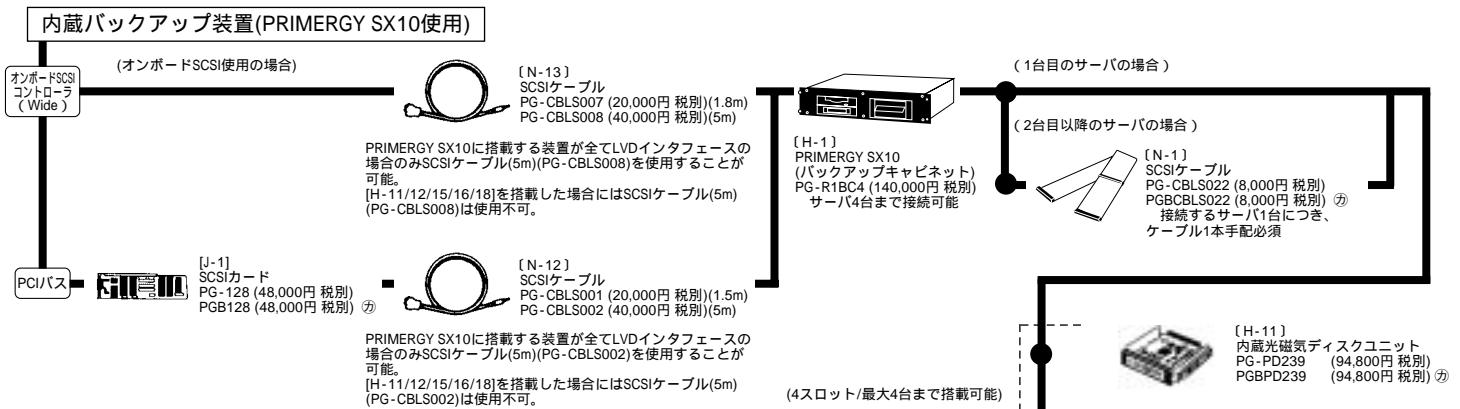 内蔵バックアップ装置(PRIMERGY SX10使用)
オンボードSCSI
コントローラ
(Wide)
(オンボードSCSI使用の場合)
〔N-13〕
SCSIケーブル
PG-CBLS007 (20,000円 税別)(1.8m)
PG-CBLS008 (40,000円 税別)(5m)
PRIMERGY SX10に搭載する装置が全てLVDインタフェースの
場合のみSCSIケーブル(5m)(PG-CBLS008)を使用することが
可能。
[H-11/12/15/16/18]を搭載した場合にはSCSIケーブル(5m)
(PG-CBLS008)は使用不可。
PCIバス
[J-1]
SCSIカード
PG-128 (48,000円 税別)
PGB128 (48,000円 税別) ㋕
〔N-12〕
SCSIケーブル
PG-CBLS001 (20,000円 税別)(1.5m)
PG-CBLS002 (40,000円 税別)(5m)
PRIMERGY SX10に搭載する装置が全てLVDインタフェースの
場合のみSCSIケーブル(5m)(PG-CBLS002)を使用することが
可能。
[H-11/12/15/16/18]を搭載した場合にはSCSIケーブル(5m)
(PG-CBLS002)は使用不可。
〔H-1〕
PRIMERGY SX10
(バックアップキャビネット)
PG-R1BC4 (140,000円 税別)
サーバ4台まで接続可能
(1台目のサーバの場合)
(2台目以降のサーバの場合)
〔N-1〕
SCSIケーブル
PG-CBLS022 (8,000円 税別)
PGBCBLS022 (8,000円 税別) ㋕
接続するサーバ1台につき、
ケーブル1本手配必須
(4スロット/最大4台まで搭載可能)
〔H-11〕
内蔵光磁気ディスクユニット
PG-PD239 (94,800円 税別)
PGBPD239 (94,800円 税別) ㋕